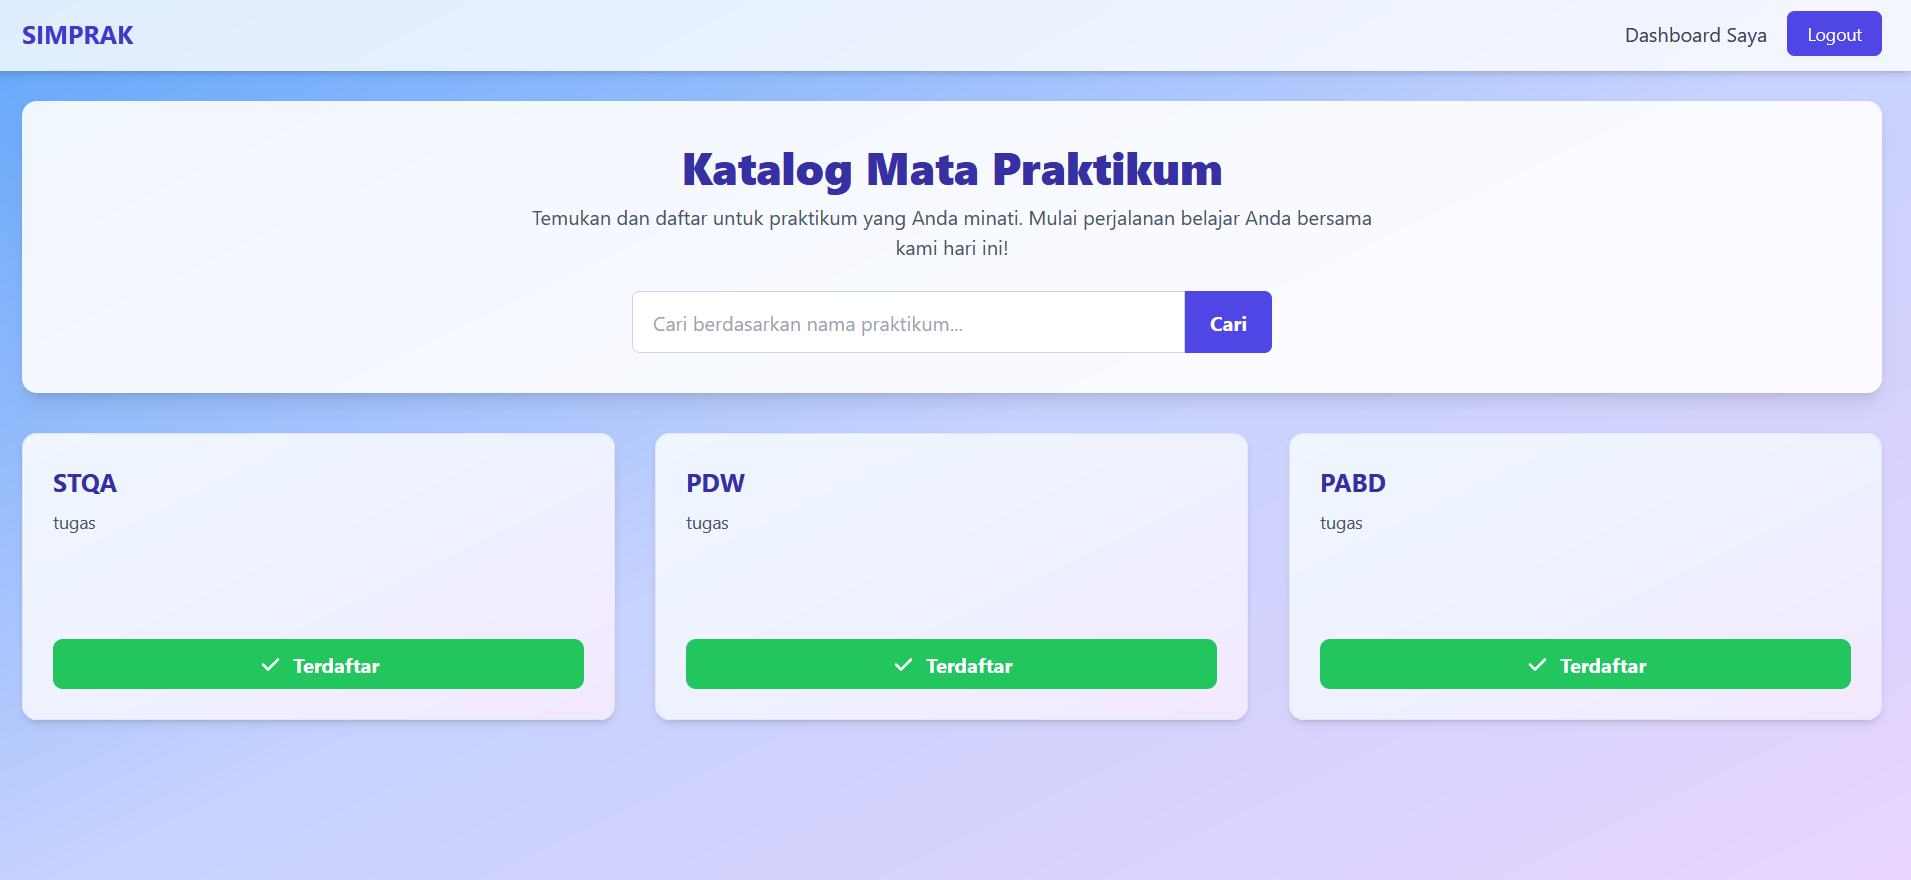 SIMPRAK
Dashboard Saya
Logout
Katalog Mata Praktikum
Temukan dan daftar untuk praktikum yang Anda minati. Mulai perjalanan belajar Anda bersama
kami hari ini!
Cari berdasarkan nama praktikum...
Cari
STQA
tugas
Terdaftar
PDW
tugas
Terdaftar
PABD
tugas
Terdaftar